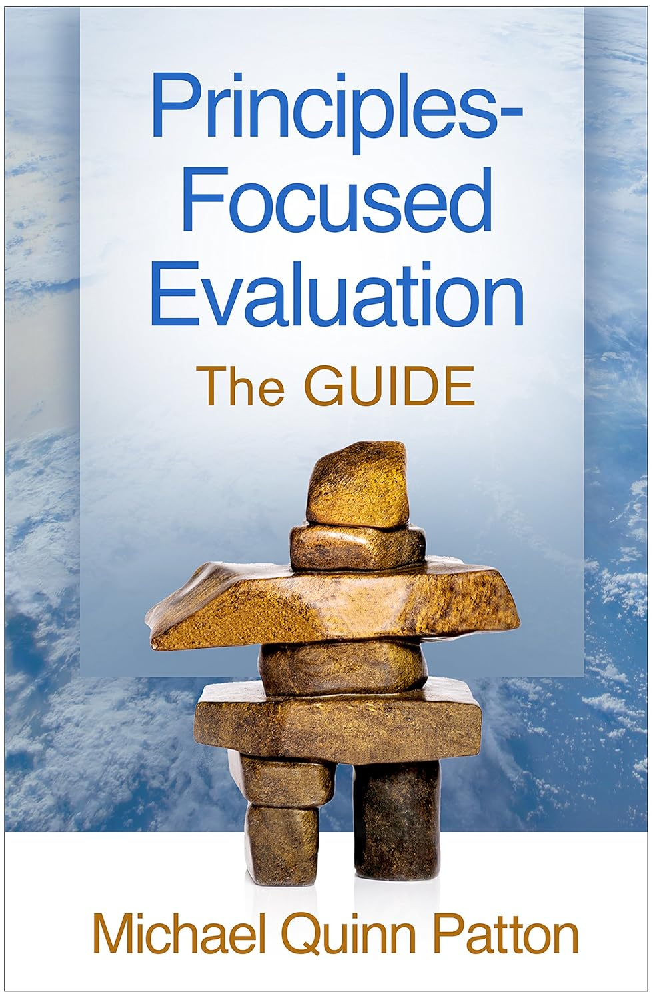 Principles-
Focused
Evaluation
The GUIDE
Michael Quinn Patton